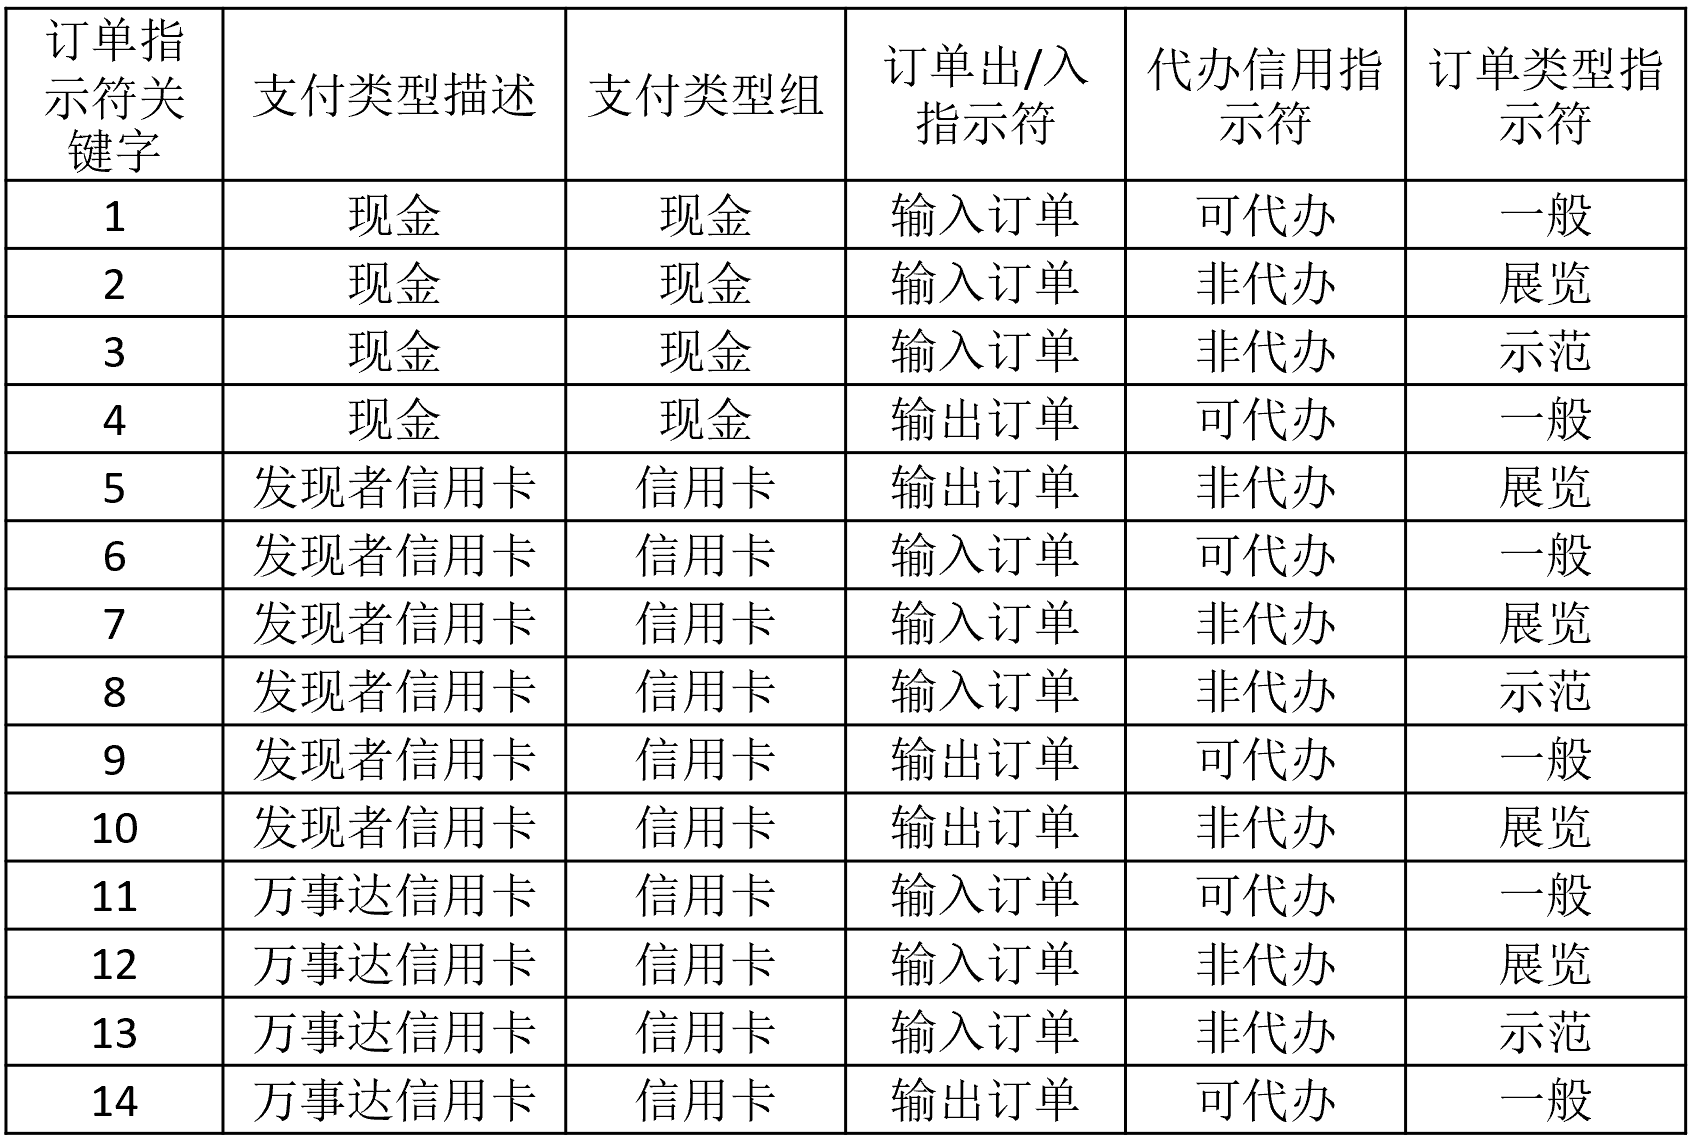 订单指
示符关
键字
支付类型描述
支付类型组
订单出/入
指示符
代办信用指
示符
订单类型指
示符
1 现金 现金 输入订单 可代办 一般
2 现金 现金 输入订单 非代办 展览
3 现金 现金 输入订单 非代办 示范
4 现金 现金 输出订单 可代办 一般
5 发现者信用卡 信用卡 输出订单 非代办 展览
6 发现者信用卡 信用卡 输入订单 可代办 一般
7 发现者信用卡 信用卡 输入订单 非代办 展览
8 发现者信用卡 信用卡 输入订单 非代办 示范
9 发现者信用卡 信用卡 输出订单 可代办 一般
10 发现者信用卡 信用卡 输出订单 非代办 展览
11 万事达信用卡 信用卡 输入订单 可代办 一般
12 万事达信用卡 信用卡 输入订单 非代办 展览
13 万事达信用卡 信用卡 输入订单 非代办 示范
14 万事达信用卡 信用卡 输出订单 可代办 一般